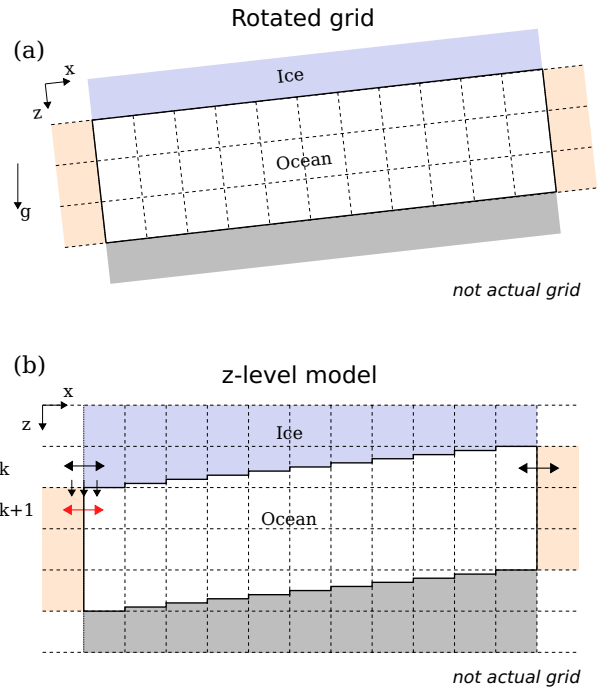 Rotated grid
(a)
x
Ice
z
Ocean
g
not actual grid
(b)
z-level model
x
z
Ice
k
k+1
Ocean
not actual grid